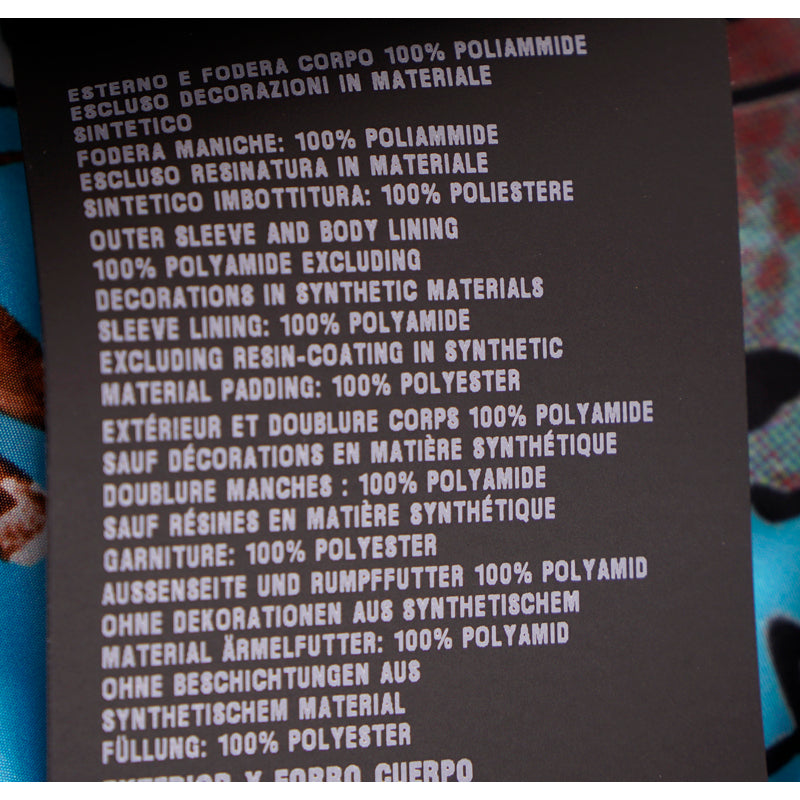 ESTERNO E FODERA CORPO 100% POLIAMMIDE
ESCLUSO DECORAZIONI IN MATERIALE
SINTETICO
FODERA MANICHE: 100% POLIAMMIDE
ESCLUSO RESINATURA IN MATERIALE
SINTETICO IMBOTTITURA: 100% POLIESTERE
OUTER SLEEVE AND BODY LINING
100% POLYAMIDE EXCLUDING
DECORATIONS IN SYNTHETIC MATERIALS
SLEEVE LINING: 100% POLYAMIDE
EXCLUDING RESIN-COATING IN SYNTHETIC
MATERIAL PADDING: 100% POLYESTER
EXTÉRIEUR ET DOUBLURE CORPS 100% POLYAMIDE
SAUF DÉCORATIONS EN MATIÈRE SYNTHÉTIQUE
DOUBLURE MANCHES : 100% POLYAMIDE
SAUF RÉSINES EN MATIÈRE SYNTHÉTIQUE
GARNITURE: 100% POLYESTER
AUSSENSEITE UND RUMPFFUTTER 100% POLYAMID
OHNE DEKORATIONEN AUS SYNTHETISCHEM
MATERIAL ÄRMELFUTTER: 100% POLYAMID
OHNE BESCHICHTUNGEN AUS
SYNTHETISCHEM MATERIAL
FÜLLUNG: 100% POLYESTER
EXTERIOR Y FORRO CUERPO